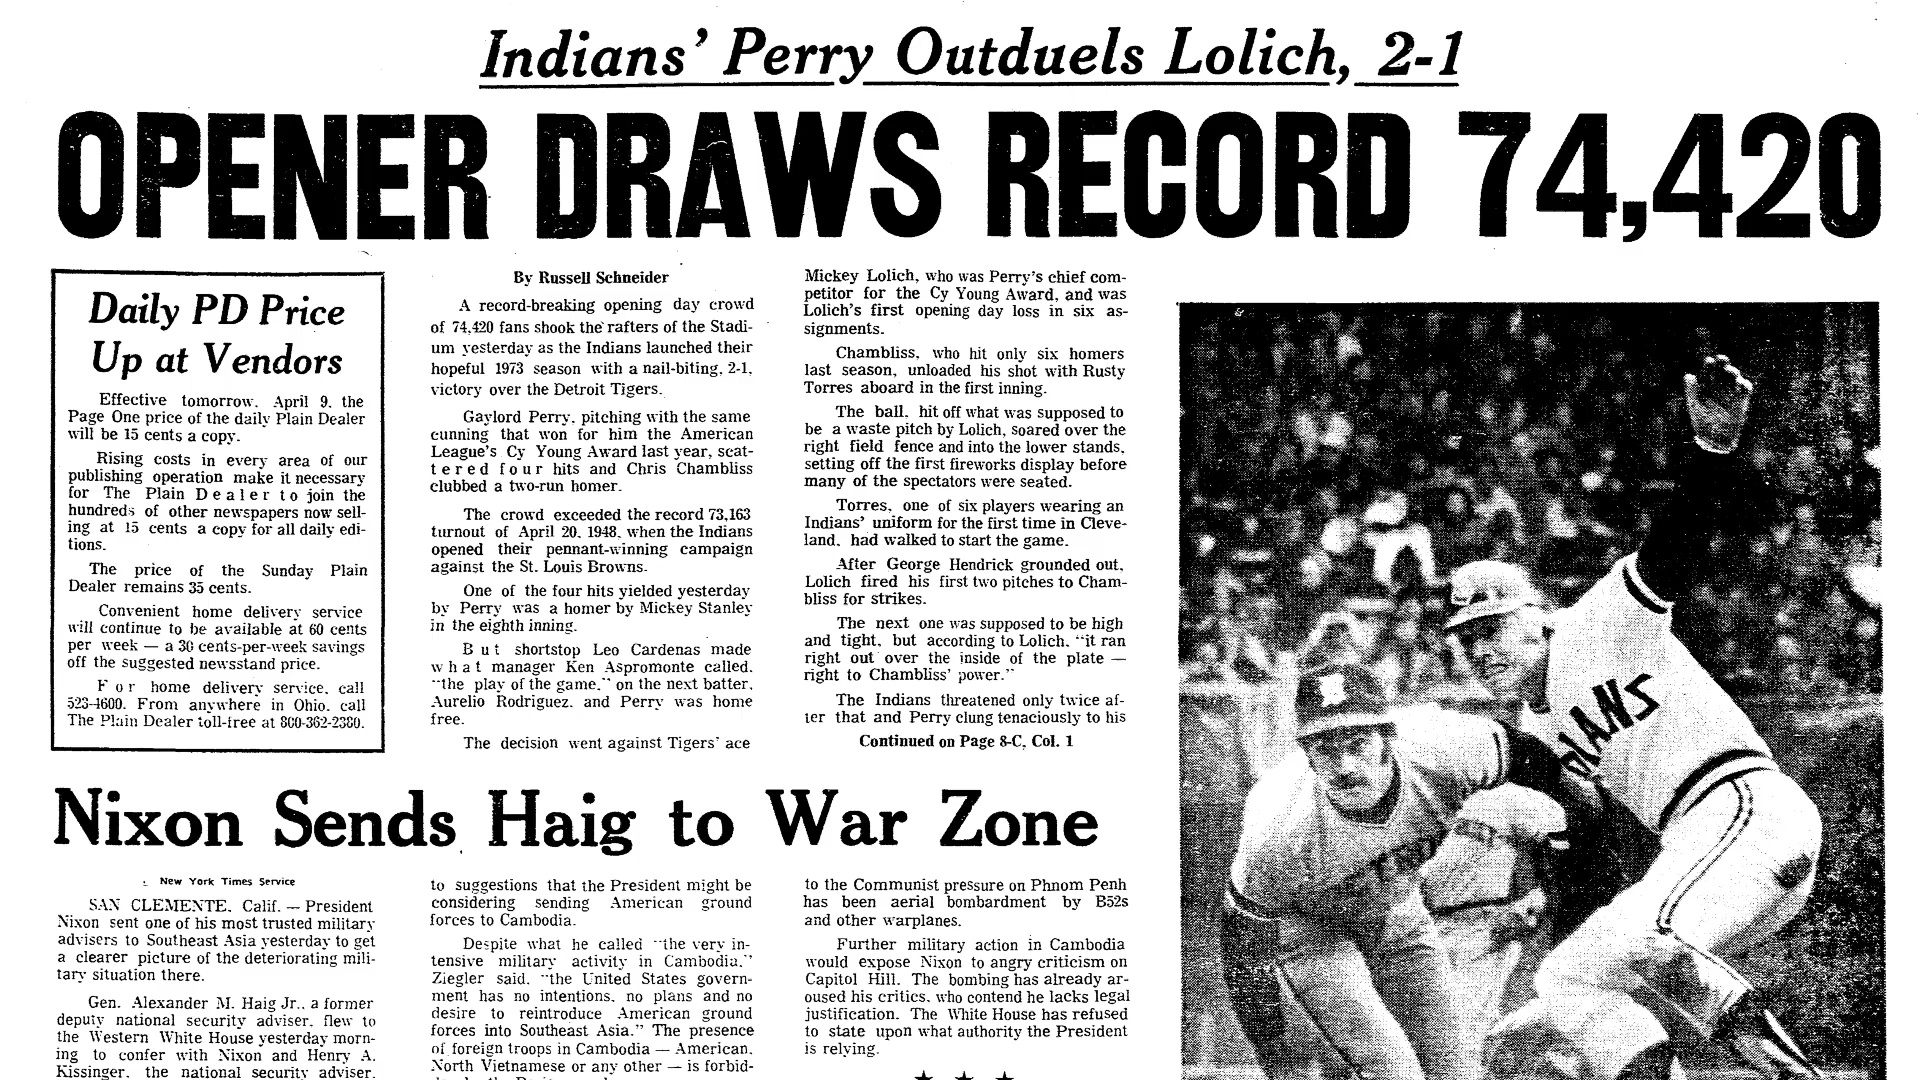 Indians' Perry Outduels Lolich, 2-1
OPENER DRAWS RECORD 74,420
Daily PD Price
Up at Vendors
Effective tomorrow, April 9, the
Page One price of the daily Plain Dealer
will be 15 cents a copy.
Rising costs in every area of our
publishing operation make it necessary
for The Plain Dealer to join the
hundreds of other newspapers now sell-
ing at 15 cents a copy for all daily edi-
tions.
The price of the Sunday Plain
Dealer remains 35 cents.
Convenient home delivery service
will continue to be available at 60 cents
per week — a 30 cents-per-week savings
off the suggested newsstand price.
For home delivery service, call
523-4600. From anywhere in Ohio, call
The Plain Dealer toll-free at 800-362-2380.
By Russell Schneider
A record-breaking opening day crowd
of 74,420 fans shook the rafters of the Stadi-
um yesterday as the Indians launched their
hopeful 1973 season with a nail-biting, 2-1,
victory over the Detroit Tigers.
Gaylord Perry, pitching with the same
cunning that won for him the American
League's Cy Young Award last year, scat-
tered four hits and Chris Chambliss
clubbed a two-run homer.
The crowd exceeded the record 73,163
turnout of April 20, 1948, when the Indians
opened their pennant-winning campaign
against the St. Louis Browns.
One of the four hits yielded yesterday
by Perry was a homer by Mickey Stanley
in the eighth inning.
But shortstop Leo Cardenas made
what manager Ken Aspromonte called,
"the play of the game," on the next batter,
Aurelio Rodriguez, and Perry was home
free.
The decision went against Tigers' ace
Mickey Lolich, who was Perry's chief com-
petitor for the Cy Young Award, and was
Lolich's first opening day loss in six as-
signments.
Chambliss, who hit only six homers
last season, unloaded his shot with Rusty
Torres aboard in the first inning.
The ball, hit off what was supposed to
be a waste pitch by Lolich, soared over the
right field fence and into the lower stands,
setting off the first fireworks display before
many of the spectators were seated.
Torres, one of six players wearing an
Indians' uniform for the first time in Cleve-
land, had walked to start the game.
After George Hendrick grounded out,
Lolich fired his first two pitches to Cham-
bliss for strikes.
The next one was supposed to be high
and tight, but according to Lolich, "it ran
right out over the inside of the plate —
right to Chambliss' power."
The Indians threatened only twice af-
ter that and Perry clung tenaciously to his
Continued on Page 8-C, Col. 1
Nixon Sends Haig to War Zone
New York Times Service
SAN CLEMENTE, Calif. — President
Nixon sent one of his most trusted military
advisers to Southeast Asia yesterday to get
a clearer picture of the deteriorating mili-
tary situation there.
Gen. Alexander M. Haig Jr., a former
deputy national security adviser, flew to
the Western White House yesterday morn-
ing to confer with Nixon and Henry A.
Kissinger, the national security adviser,
to suggestions that the President might be
considering sending American ground
forces to Cambodia.
Despite what he called "the very in-
tensive military activity in Cambodia,"
Ziegler said, "the United States govern-
ment has no intentions, no plans and no
desire to reintroduce American ground
forces into Southeast Asia." The presence
of foreign troops in Cambodia — American,
North Vietnamese or any other — is forbid-
to the Communist pressure on Phnom Penh
has been aerial bombardment by B52s
and other warplanes.
Further military action in Cambodia
would expose Nixon to angry criticism on
Capitol Hill. The bombing has already ar-
oused his critics, who contend he lacks legal
justification. The White House has refused
to state upon what authority the President
is relying.
DIANS